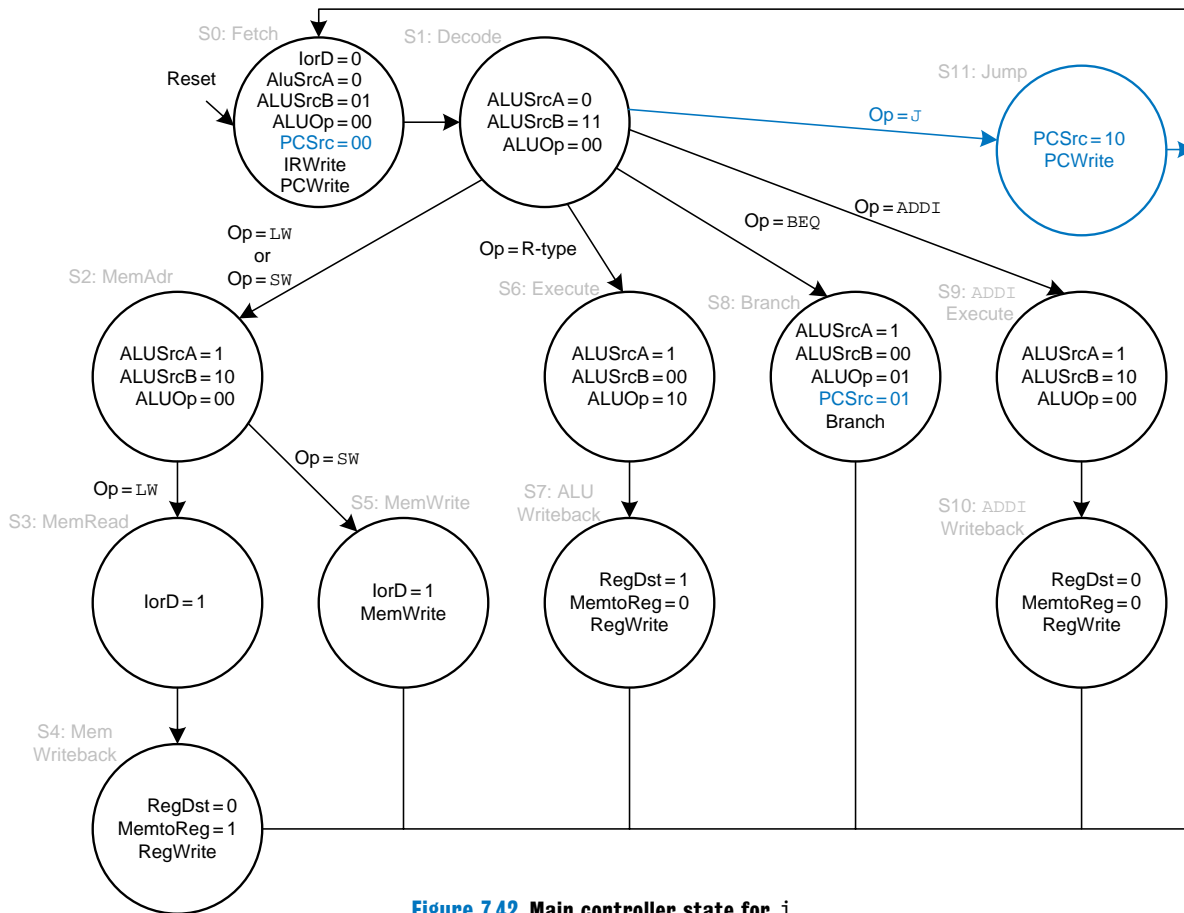 S0: Fetch
S1: Decode
Reset
IorD = 0
AluSrcA = 0
ALUSrcB = 01
ALUOp = 00
PCSrc = 00
IRWrite
PCWrite
ALUSrcA = 0
ALUSrcB = 11
ALUOp = 00
S11: Jump
Op = J
PCSrc = 10
PCWrite
Op = LW
or
Op = SW
Op = R-type
Op = BEQ
Op = ADDI
S2: MemAdr
S6: Execute
S8: Branch
S9: ADDI
Execute
ALUSrcA = 1
ALUSrcB = 10
ALUOp = 00
ALUSrcA = 1
ALUSrcB = 00
ALUOp = 10
ALUSrcA = 1
ALUSrcB = 00
ALUOp = 01
PCSrc = 01
Branch
ALUSrcA = 1
ALUSrcB = 10
ALUOp = 00
Op = LW
Op = SW
S3: MemRead
S5: MemWrite
S7: ALU
Writeback
S10: ADDI
Writeback
IorD = 1
IorD = 1
MemWrite
RegDst = 1
MemtoReg = 0
RegWrite
RegDst = 0
MemtoReg = 0
RegWrite
S4: Mem
Writeback
RegDst = 0
MemtoReg = 1
RegWrite
Figure 7.42 Main controller state for j